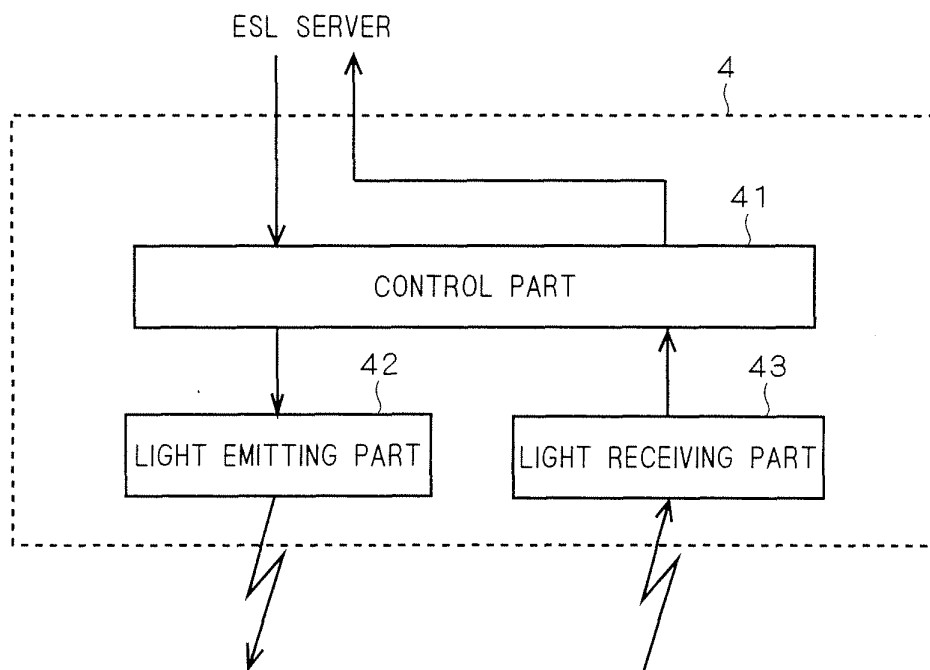 ESL SERVER
4
41
CONTROL PART
42
43
LIGHT EMITTING PART
LIGHT RECEIVING PART